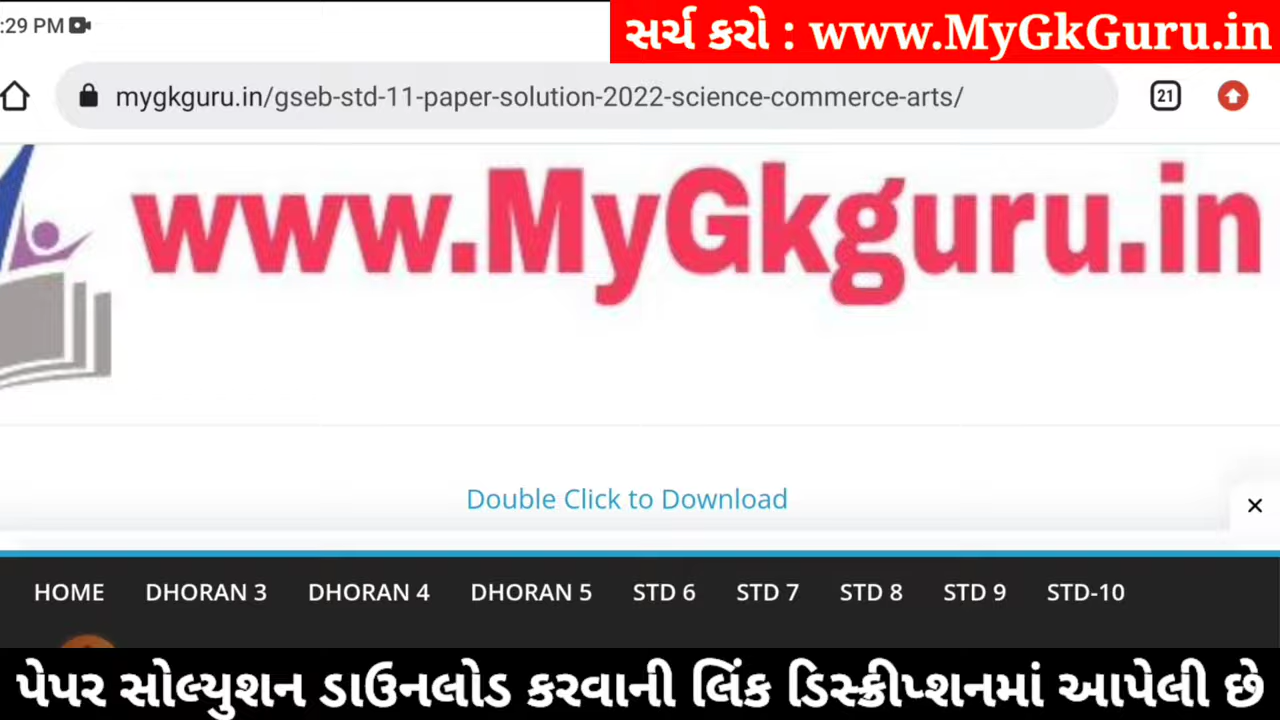 :29 PM
સર્ચ કરો : www.MyGkGuru.in
mygkguru.in/gseb-std-11-paper-solution-2022-science-commerce-arts/
21
www.MyGkguru.in
Double Click to Download
×
HOME DHORAN 3 DHORAN 4 DHORAN 5 STD 6 STD 7 STD 8 STD 9 STD-10
પેપર સોલ્યુશન ડાઉનલોડ કરવાની લિંક ડિસ્ક્રીપ્શનમાં આપેલી છે